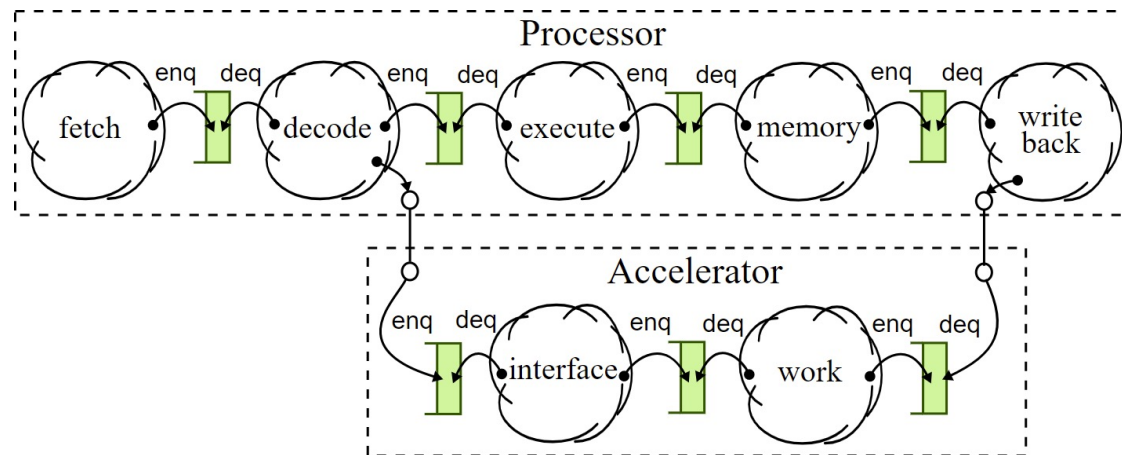 Processor
enq deq enq deq enq deq enq deq
fetch decode execute memory write
back
Accelerator
enq deq enq deq enq deq
interface work